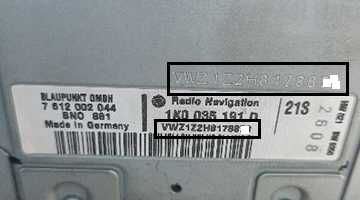 VWZ1Z2H81788
BLAUPUNKT GMBH
7 612 002 044
BNO 881
Made in Germany
Radio Navigation
1K0 035 191 D
VWZ1Z2H81788
21S
2608